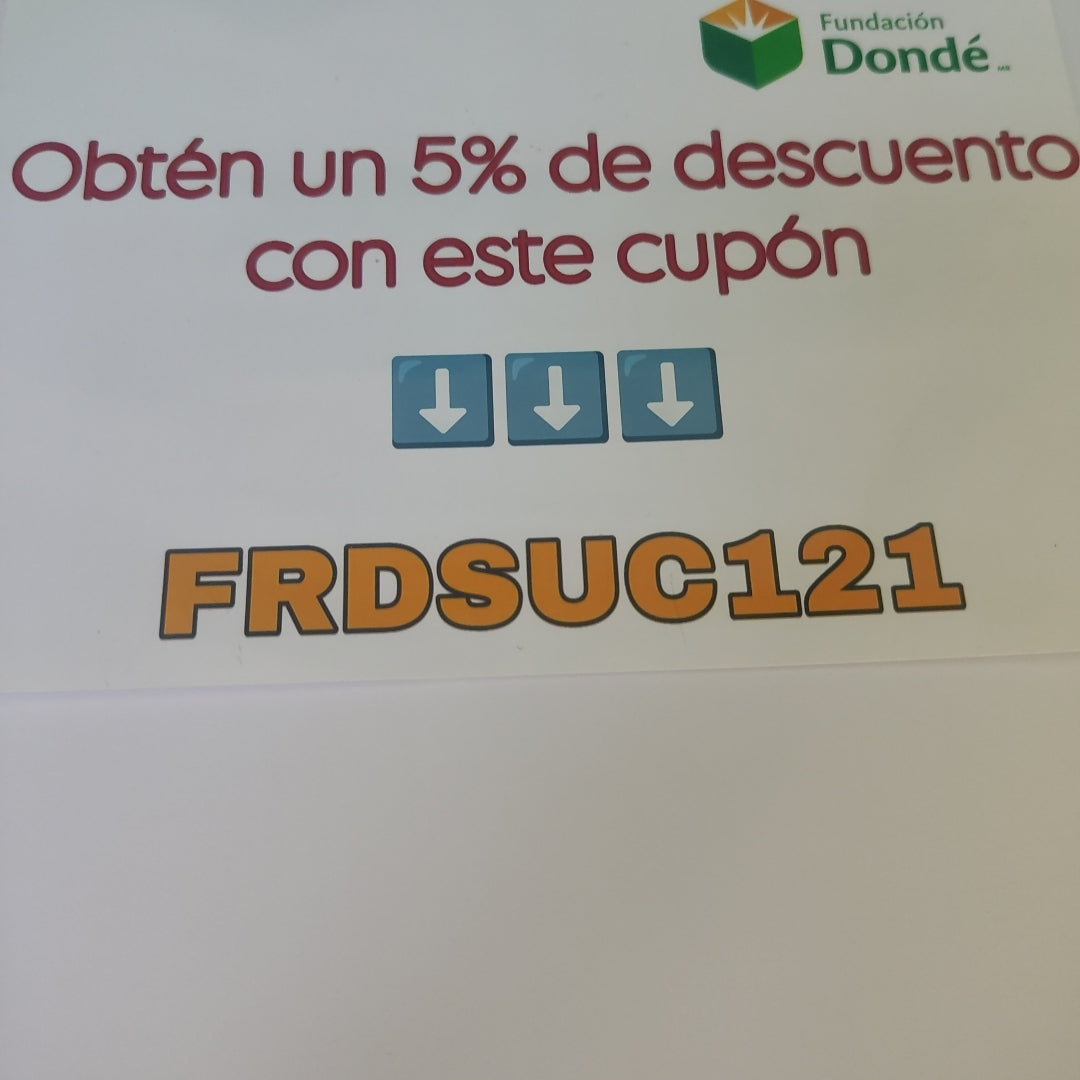 Fundación
Dondé
Obtén un 5% de descuento
con este cupón
FRDSUC121